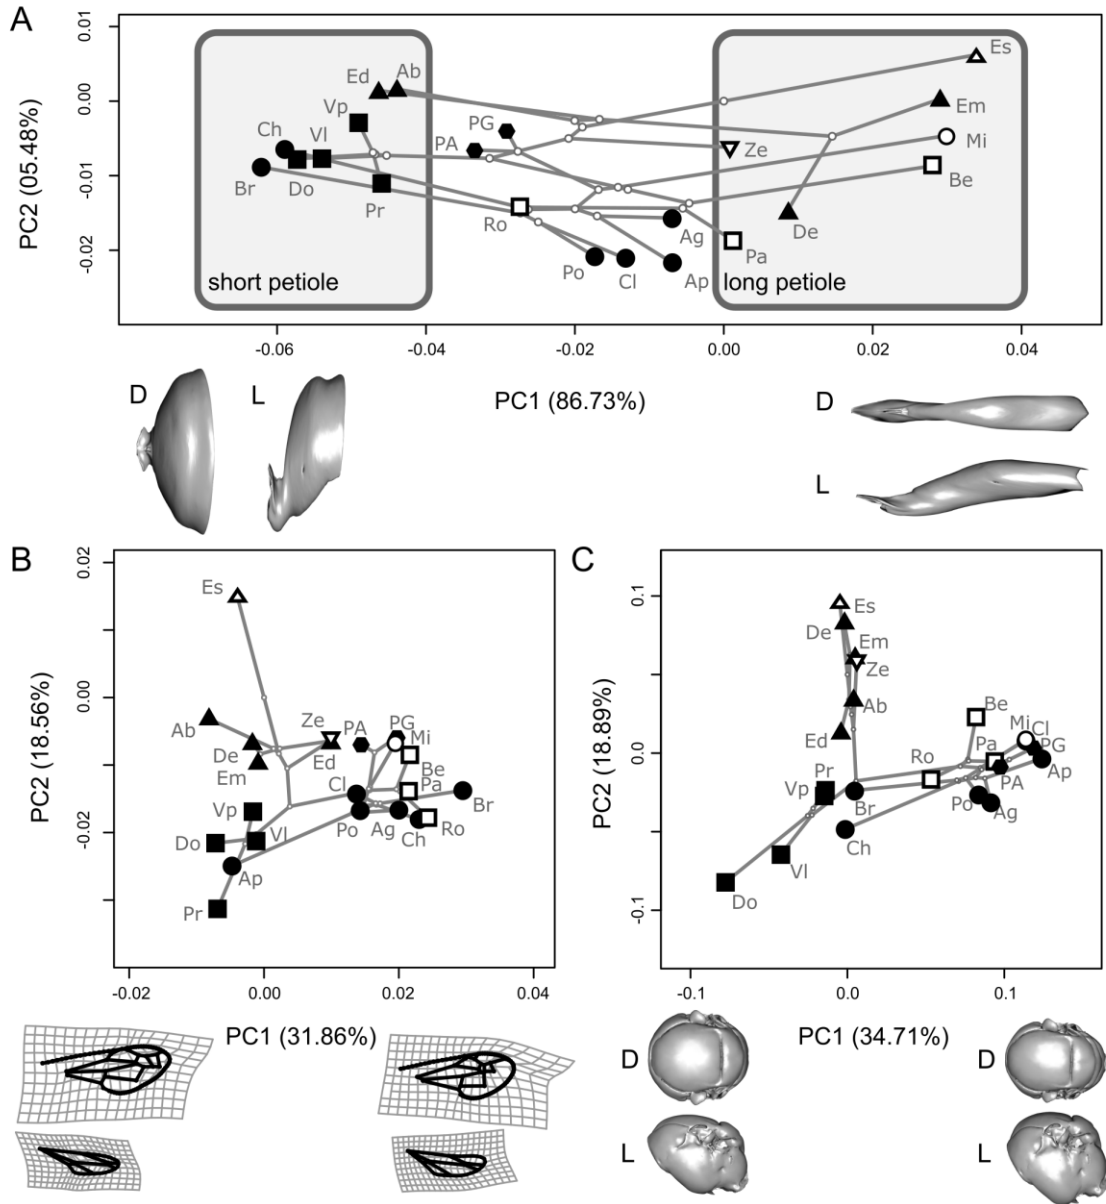 A
PC2 (05.48%)
0.01
0.00
-0.01
-0.02
Es
Ed
Ab
Em
Vp
PG
Ch
Vl
PA
Ze
Mi
Br
Do
Be
Pr
Ro
Ag
De
Pa
Po
Cl
Ap
short petiole
long petiole
-0.06
-0.04
-0.02
0.00
0.02
0.04
D
L
PC1 (86.73%)
D
L
B
PC2 (18.56%)
0.02
0.00
-0.02
Es
Ab
Ze
PA
PG
Mi
De
Ed
Em
Cl
Be
Pa
Br
Vp
Do
Vl
Po
Ag
Ch
Ro
Ap
Pr
-0.02
0.00
0.02
0.04
PC1 (31.86%)
C
PC2 (18.89%)
0.1
0.0
-0.1
Es
De
Em
Ze
Ab
Be
Ed
Mi
Cl
Pa
PG
Ro
Ap
Pr
PA
Vp
Br
Po
Ag
Ch
Vl
Do
-0.1
0.0
0.1
PC1 (34.71%)
D
D
L
L